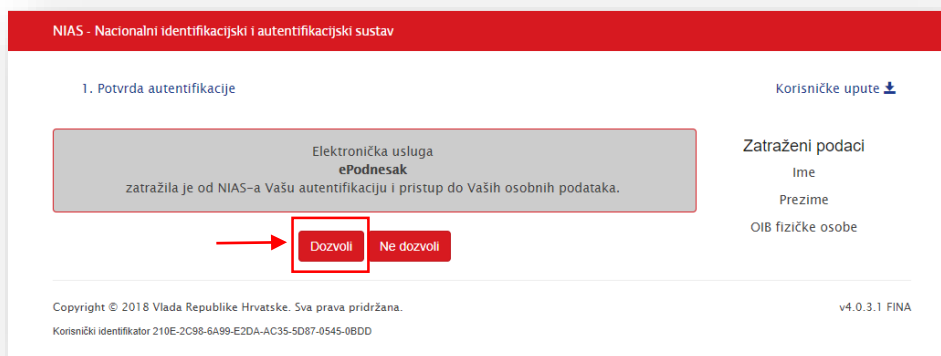 NIAS - Nacionalni identifikacijski i autentifikacijski sustav
1. Potvrda autentifikacije
Korisničke upute
Elektronička usluga
ePodnesak
zatražila je od NIAS-a Vašu autentifikaciju i pristup do Vaših osobnih podataka.
Dozvoli
Ne dozvoli
Zatraženi podaci
Ime
Prezime
OIB fizičke osobe
Copyright © 2018 Vlada Republike Hrvatske. Sva prava pridržana.
v4.0.3.1 FINA
Korisnički identifikator 210E-2C98-6A99-E2DA-AC35-5D87-0545-0BDD